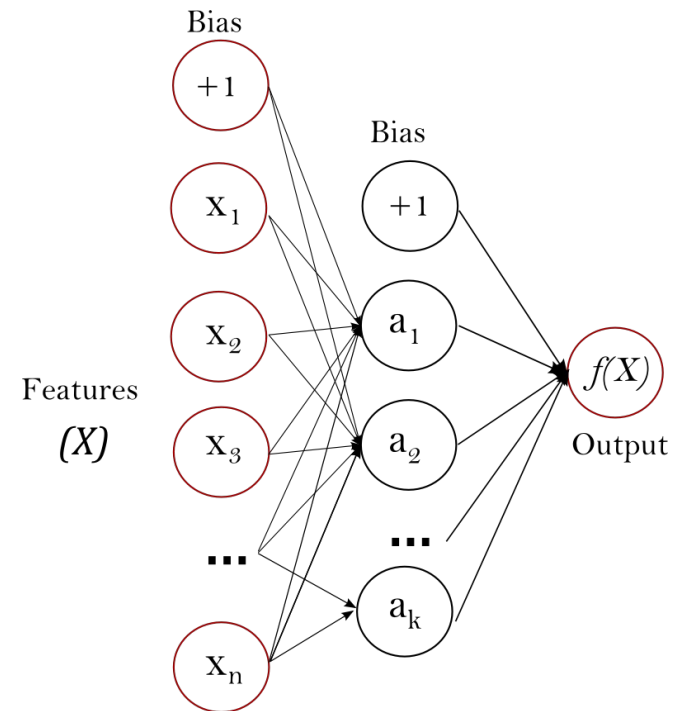 Bias
+1
x₁
x₂
x₃
...
xₙ
Features
(X)
Bias
+1
a₁
a₂
...
aₖ
f(X)
Output